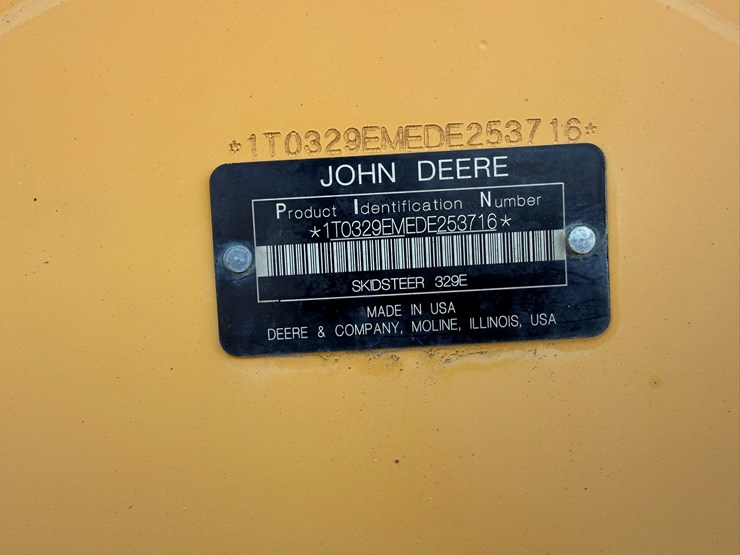 *1T0329EMEDE253716*
JOHN DEERE
Product Identification Number
*1T0329EMEDE253716*
SKIDSTEER 329E
MADE IN USA
DEERE & COMPANY, MOLINE, ILLINOIS, USA